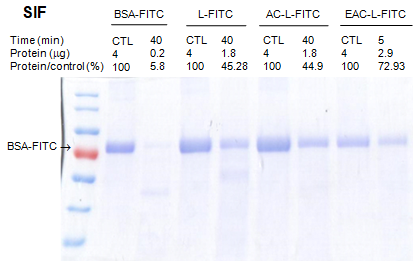 SIF
BSA-FITC L-FITC AC-L-FITC EAC-L-FITC
Time (min) CTL 40 CTL 40 CTL 40 CTL 5
Protein (µg) 4 0.2 4 1.8 4 1.8 4 2.9
Protein/control(%) 100 5.8 100 45.28 100 44.9 100 72.93
BSA-FITC →